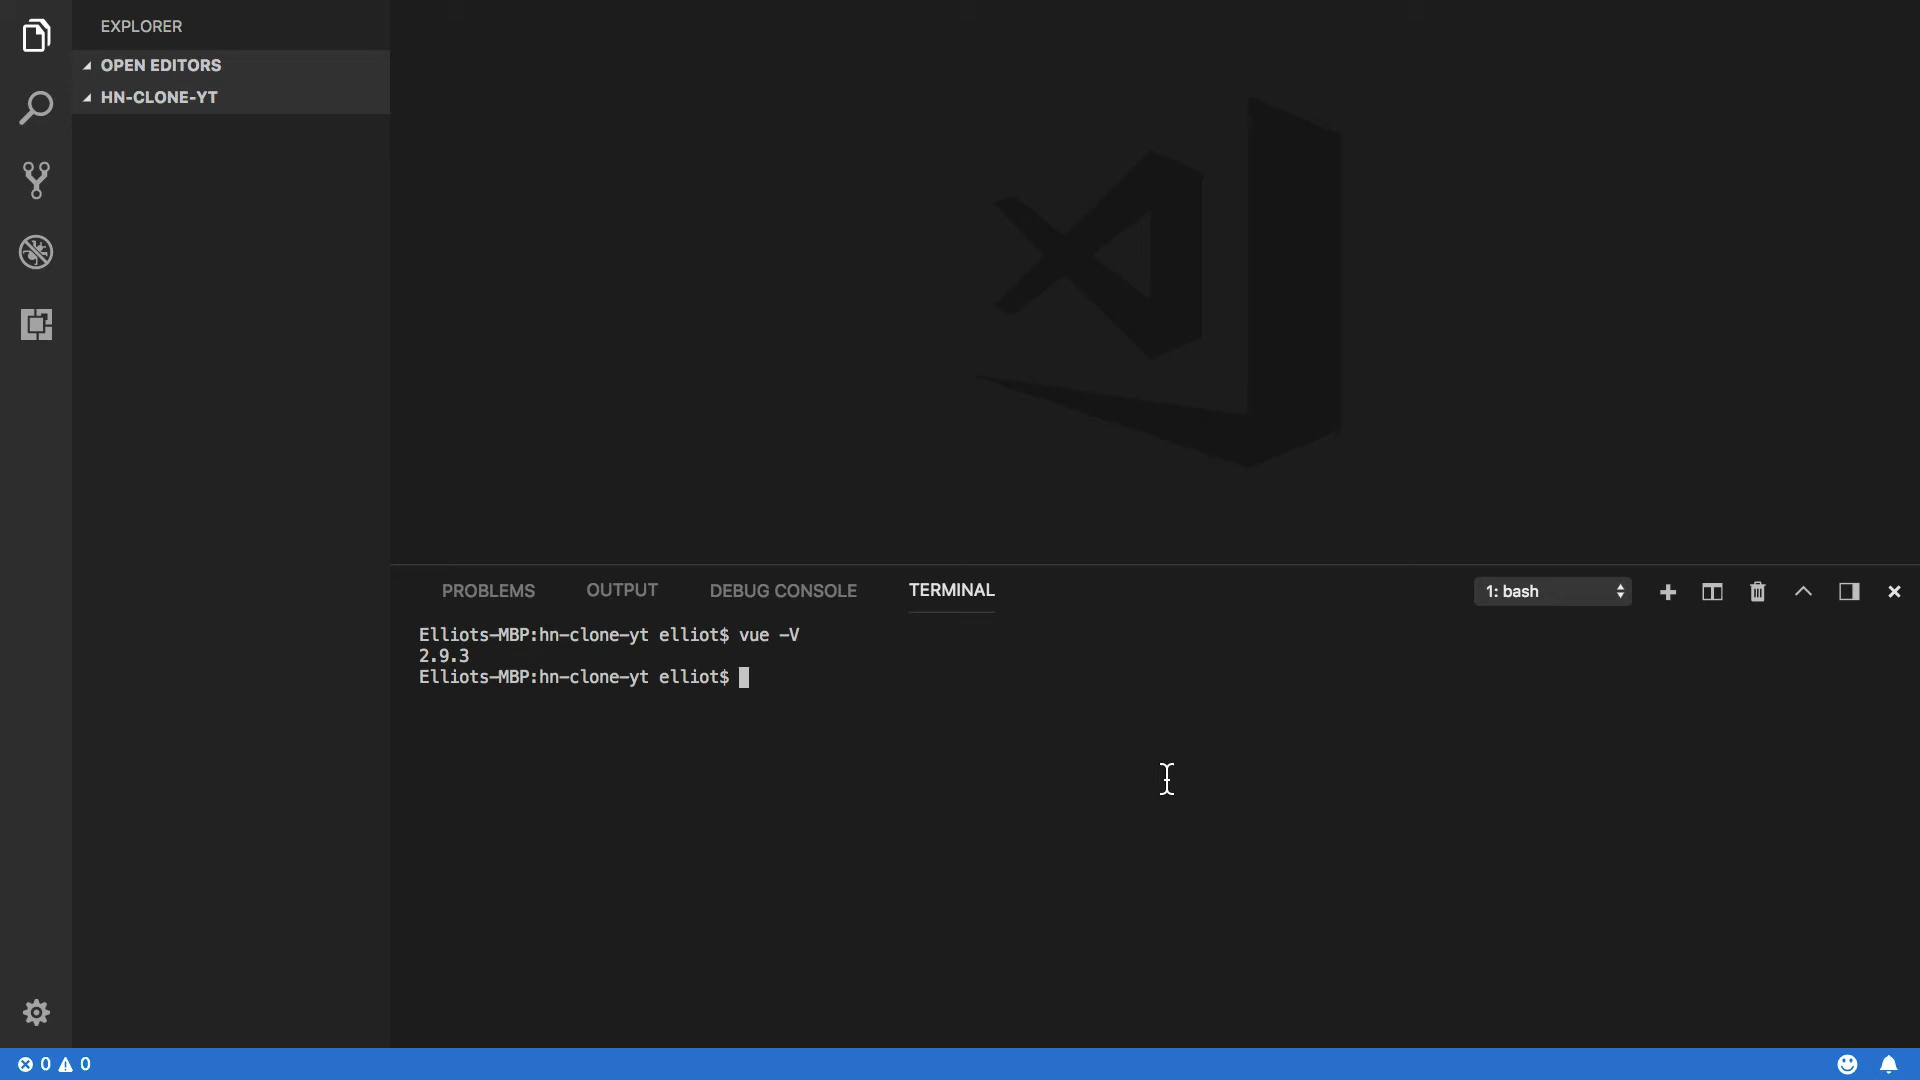 EXPLORER
OPEN EDITORS
HN-CLONE-YT
PROBLEMS OUTPUT DEBUG CONSOLE TERMINAL 1: bash
Elliots-MBP:hn-clone-yt elliot$ vue -V
2.9.3
Elliots-MBP:hn-clone-yt elliot$
0 0